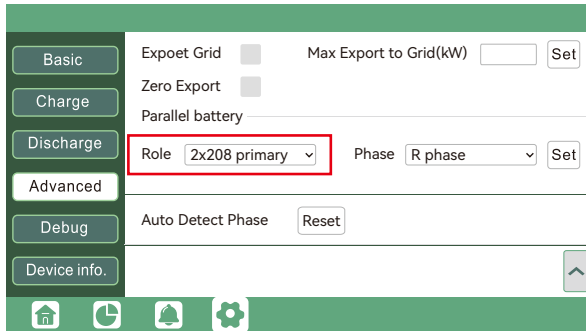 Basic
Charge
Discharge
Advanced
Debug
Device info.
Expoet Grid Max Export to Grid(kW) Set
Zero Export
Parallel battery
Role 2x208 primary Phase R phase Set
Auto Detect Phase Reset